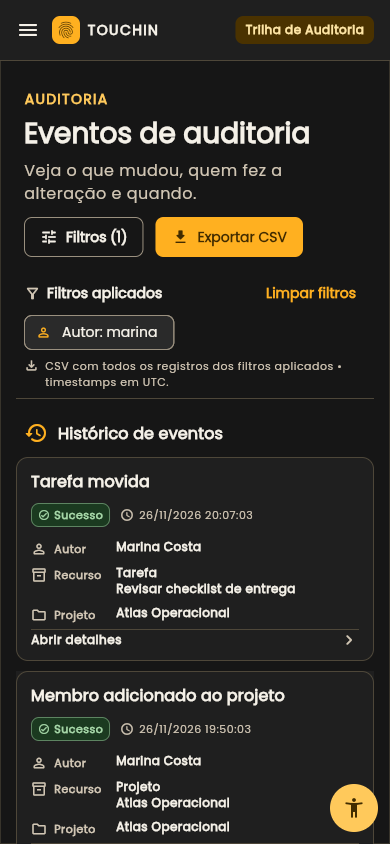 TOUCHIN
Trilha de Auditoria
AUDITORIA
Eventos de auditoria
Veja o que mudou, quem fez a
alteração e quando.
Filtros (1)
Exportar CSV
Filtros aplicados
Limpar filtros
Autor: marina
CSV com todos os registros dos filtros aplicados •
timestamps em UTC.
Histórico de eventos
Tarefa movida
Sucesso
26/11/2026 20:07:03
Autor
Marina Costa
Recurso
Tarefa
Revisar checklist de entrega
Projeto
Atlas Operacional
Abrir detalhes
Membro adicionado ao projeto
Sucesso
26/11/2026 19:50:03
Autor
Marina Costa
Recurso
Projeto
Atlas Operacional
Projeto
Atlas Operacional